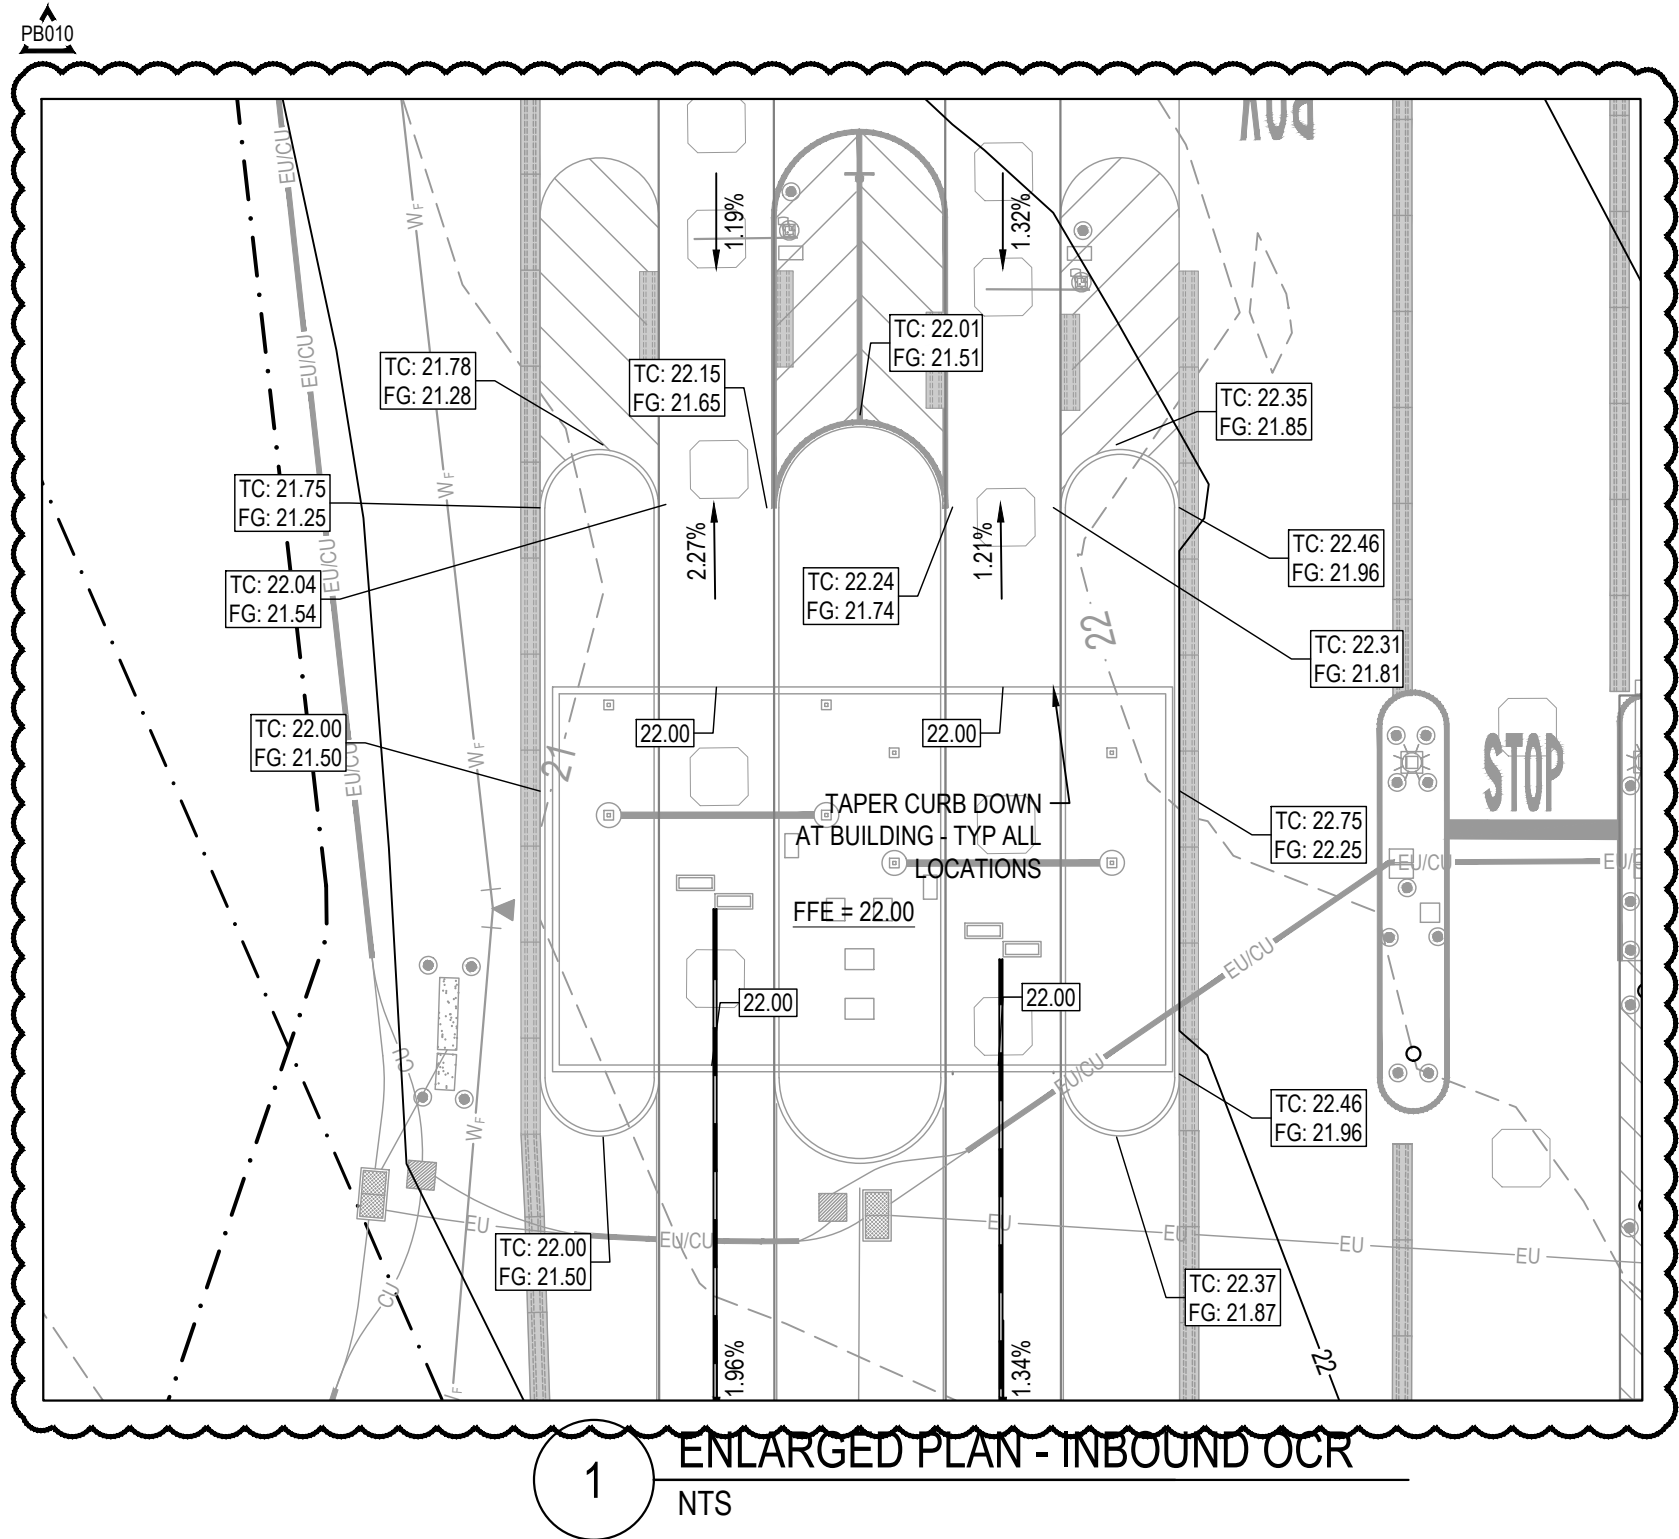 PB010
BOX
EU/CU
W F
1.19%
1.32%
EU/CU
TC: 22.01
FG: 21.51
TC: 21.78
FG: 21.28
TC: 22.15
FG: 21.65
TC: 22.35
FG: 21.85
W F
TC: 21.75
FG: 21.25
2.27%
1.21%
TC: 22.46
FG: 21.96
EU/CU
TC: 22.04
FG: 21.54
TC: 22.24
FG: 21.74
22
TC: 22.31
FG: 21.81
TC: 22.00
FG: 21.50
22.00
22.00
W F
21
EU/CU
STOP
TAPER CURB DOWN
AT BUILDING - TYP ALL
LOCATIONS
TC: 22.75
FG: 22.25
EU/CU
EU/C
FFE = 22.00
EU/CU
22.00
22.00
CU
EU/CU
W F
TC: 22.46
FG: 21.96
EU
EU/CU
EU
EU
EU
EU
TC: 22.00
FG: 21.50
CU
TC: 22.37
FG: 21.87
1.96%
1.34%
22
W F
1
ENLARGED PLAN - INBOUND OCR
NTS